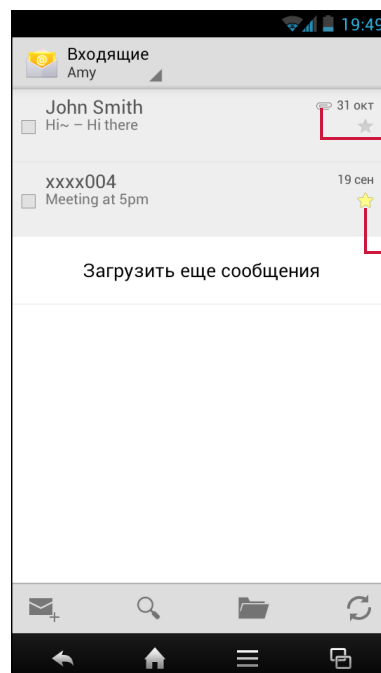 19:49
Входящие
Amy
John Smith 31 окт
Hi~ – Hi there
xxxx004 19 сен
Meeting at 5pm
Загрузить еще сообщения